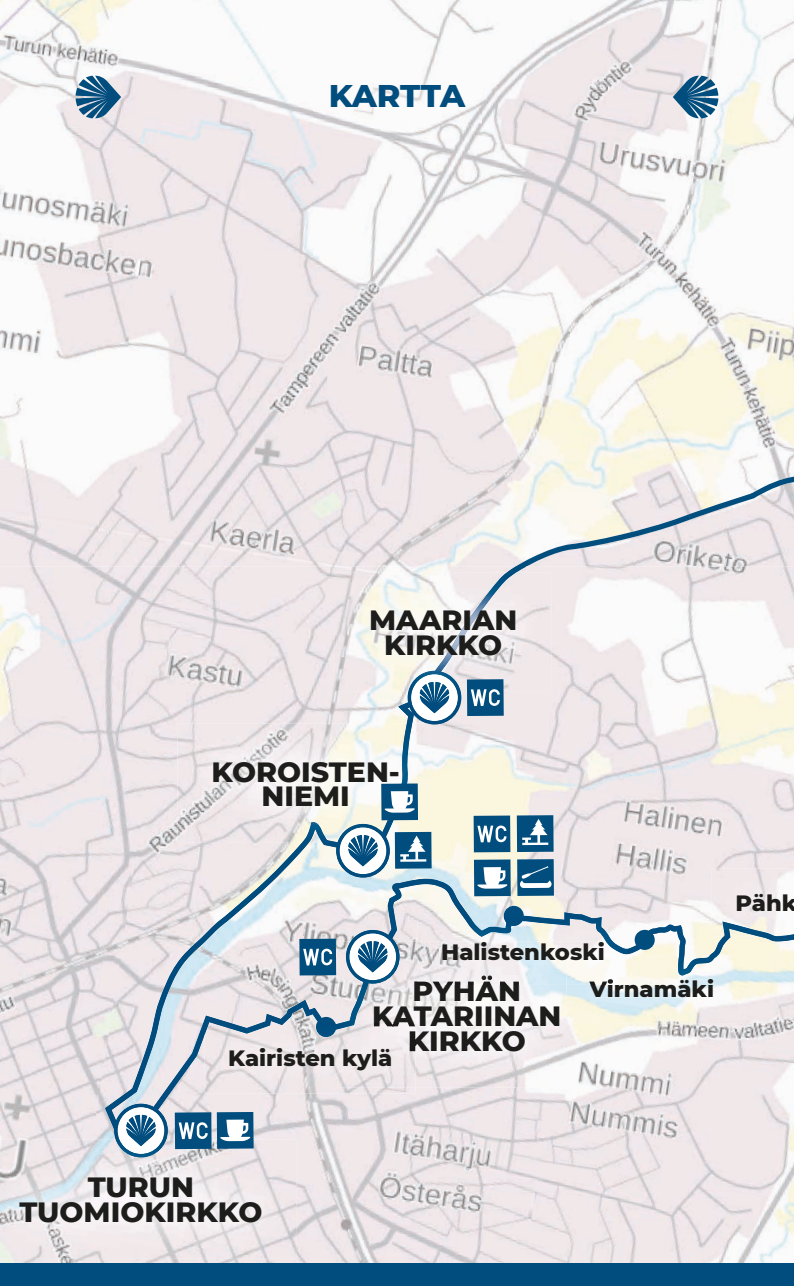 Turun kehätie
KARTTA
Rydöntie
Urusvuori
unosmäki
unosbacken
Turun kehätie
mmi
Tampereen valtatie
Paltta
Piip
Turun kehätie
Kaerla
Oriketo
MAARIAN
KIRKKO
Kastu
WC
KOROISTEN-
NIEMI
Halinen
Hallis
WC
Pähk
WC
Halistenkoski
Virnamäki
PYHÄN
KATARIINAN
KIRKKO
Hämeen valtatie
Kairisten kylä
Nummi
Nummis
WC
Itäharju
Österås
TURUN
TUOMIOKIRKKO